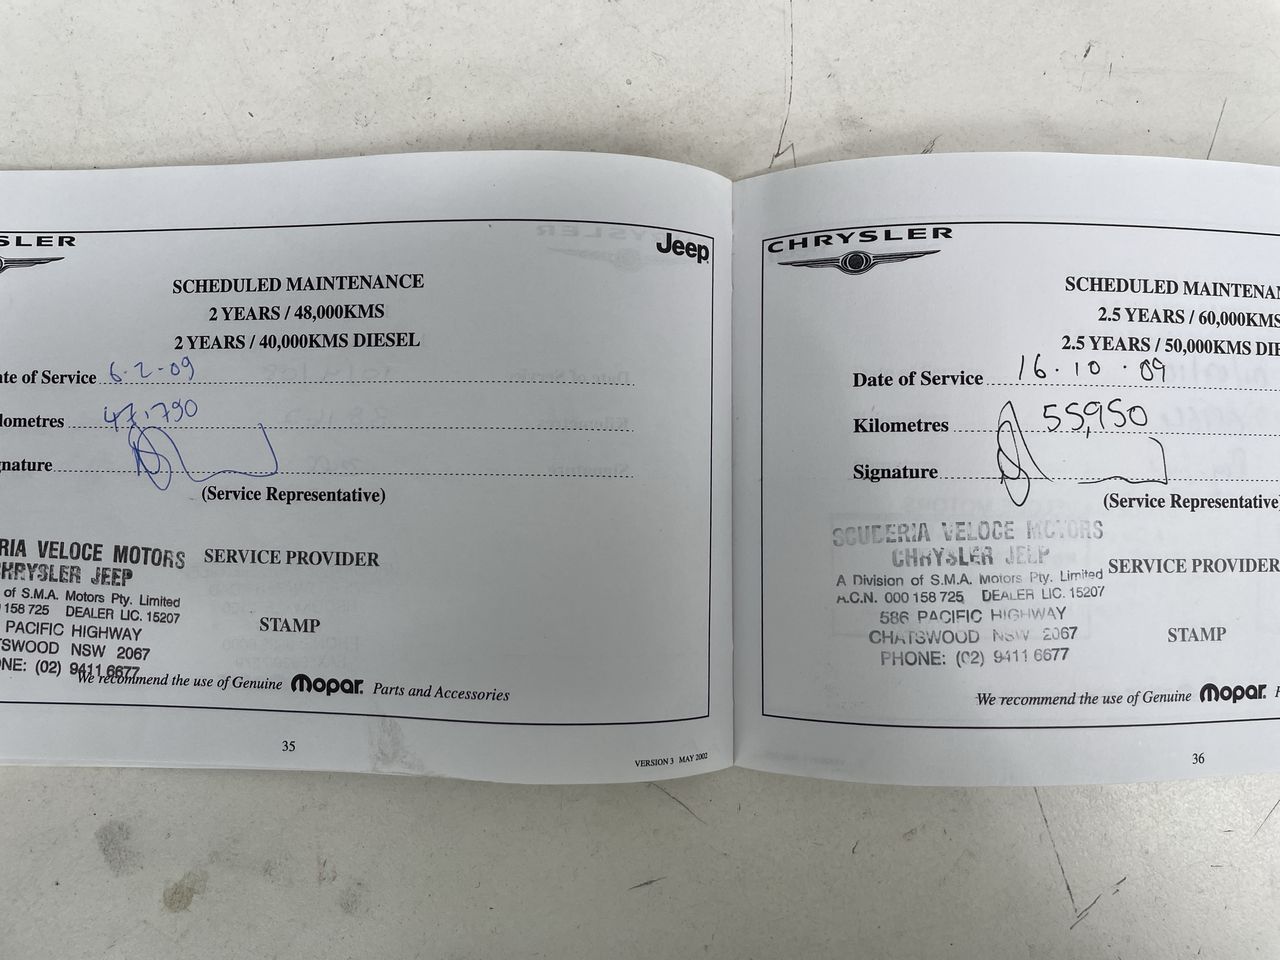 SLER
Jeep
SCHEDULED MAINTENANCE
2 YEARS / 48,000KMS
2 YEARS / 40,000KMS DIESEL
ate of Service 6.2.09
lometres 47,790
nature
(Service Representative)
RIA VELOCE MOTORS
HRYSLER JEEP
of S.M.A. Motors Pty. Limited
158 725 DEALER LIC. 15207
PACIFIC HIGHWAY
TSWOOD NSW 2067
NE: (02) 9411 6677
SERVICE PROVIDER
STAMP
We recommend the use of Genuine Mopar. Parts and Accessories
35
VERSION 3 MAY 2002
CHRYSLER
SCHEDULED MAINTENAN
2.5 YEARS / 60,000KMS
2.5 YEARS / 50,000KMS DIE
Date of Service 16.10.09
Kilometres 55,950
Signature
(Service Representative)
SCUDERIA VELOCE MOTORS
CHRYSLER JEEP
A Division of S.M.A. Motors Pty. Limited
A.C.N. 000 158 725 DEALER LIC. 15207
586 PACIFIC HIGHWAY
CHATSWOOD NSW 2067
PHONE: (02) 9411 6677
SERVICE PROVIDER
STAMP
We recommend the use of Genuine Mopar. P
36